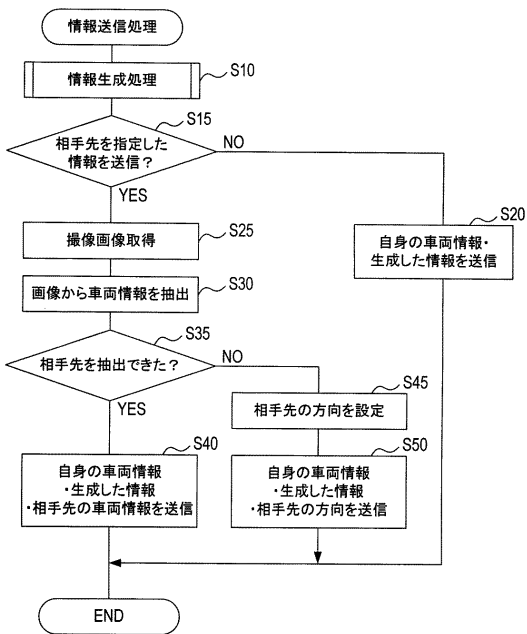 情報送信処理
情報生成処理
S10
S15
相手先を指定した
情報を送信?
NO
YES
S20
自身の車両情報・
生成した情報を送信
S25
撮像画像取得
S30
画像から車両情報を抽出
S35
相手先を抽出できた?
NO
YES
S45
相手先の方向を設定
S40
自身の車両情報
・生成した情報
・相手先の車両情報を送信
S50
自身の車両情報
・生成した情報
・相手先の方向を送信
END